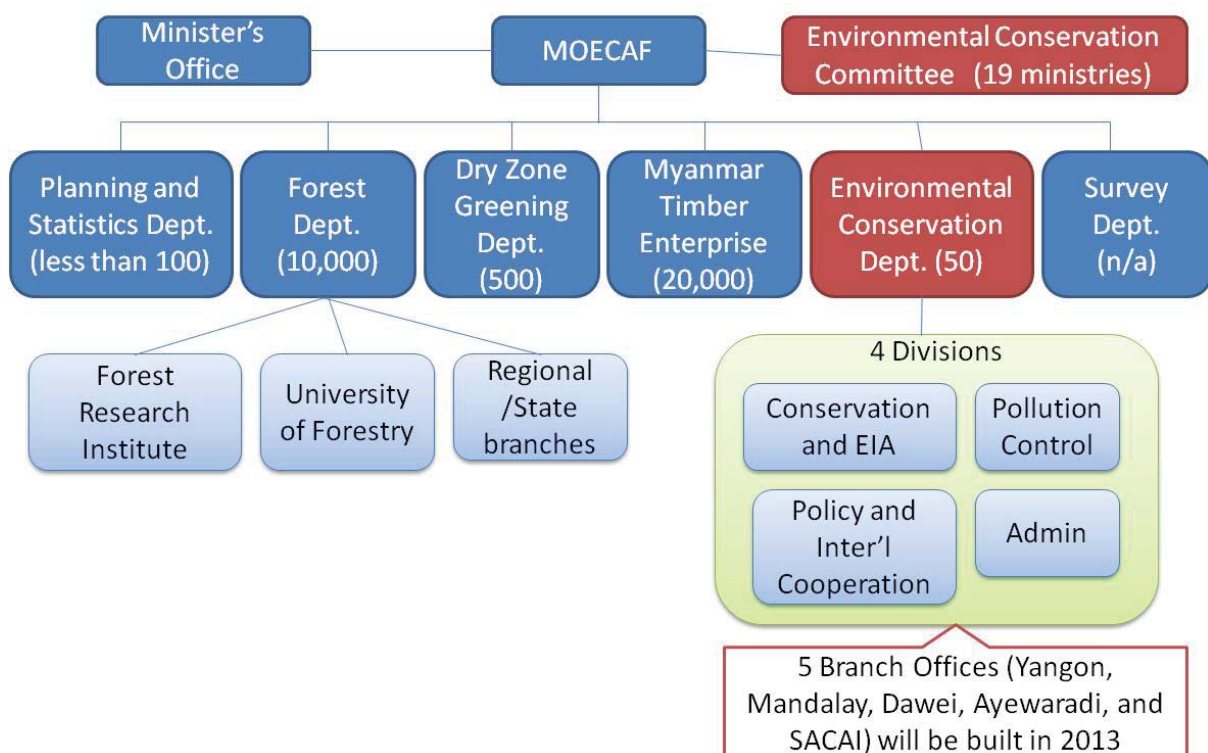 Minister's
Office
MOECAF
Environmental Conservation
Committee (19 ministries)
Planning and
Statistics Dept.
(less than 100)
Forest
Dept.
(10,000)
Dry Zone
Greening
Dept.
(500)
Myanmar
Timber
Enterprise
(20,000)
Environmental
Conservation
Dept. (50)
Survey
Dept.
(n/a)
Forest
Research
Institute
University
of Forestry
Regional
/State
branches
4 Divisions
Conservation
and EIA
Pollution
Control
Policy and
Inter'l
Cooperation
Admin
5 Branch Offices (Yangon,
Mandalay, Dawei, Ayewaradi, and
SACAI) will be built in 2013